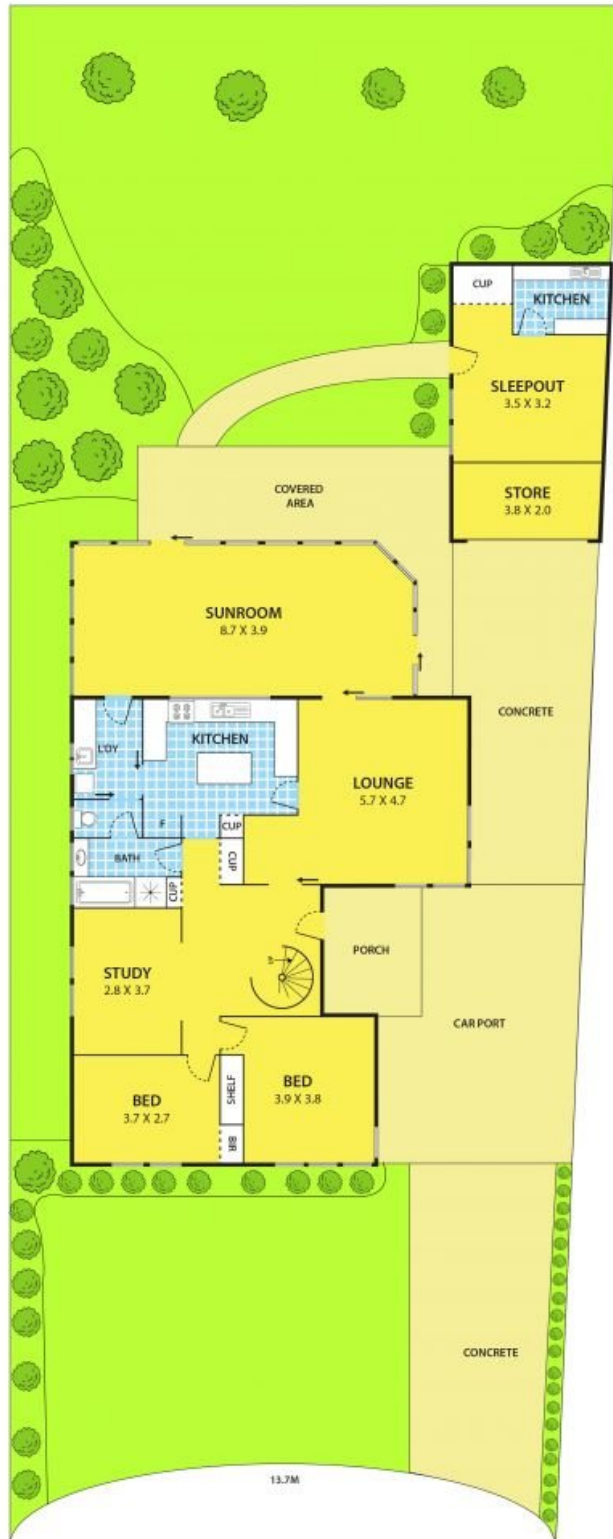 CUP
KITCHEN
SLEEPOUT
3.5 X 3.2
STORE
3.8 X 2.0
COVERED
AREA
SUNROOM
8.7 X 3.9
CONCRETE
L'DY
KITCHEN
LOUNGE
5.7 X 4.7
F
CUP
BATH
CUP
CUP
PORCH
STUDY
2.8 X 3.7
UP
CAR PORT
BED
3.7 X 2.7
SHELF
BIR
BED
3.9 X 3.8
CONCRETE
13.7M